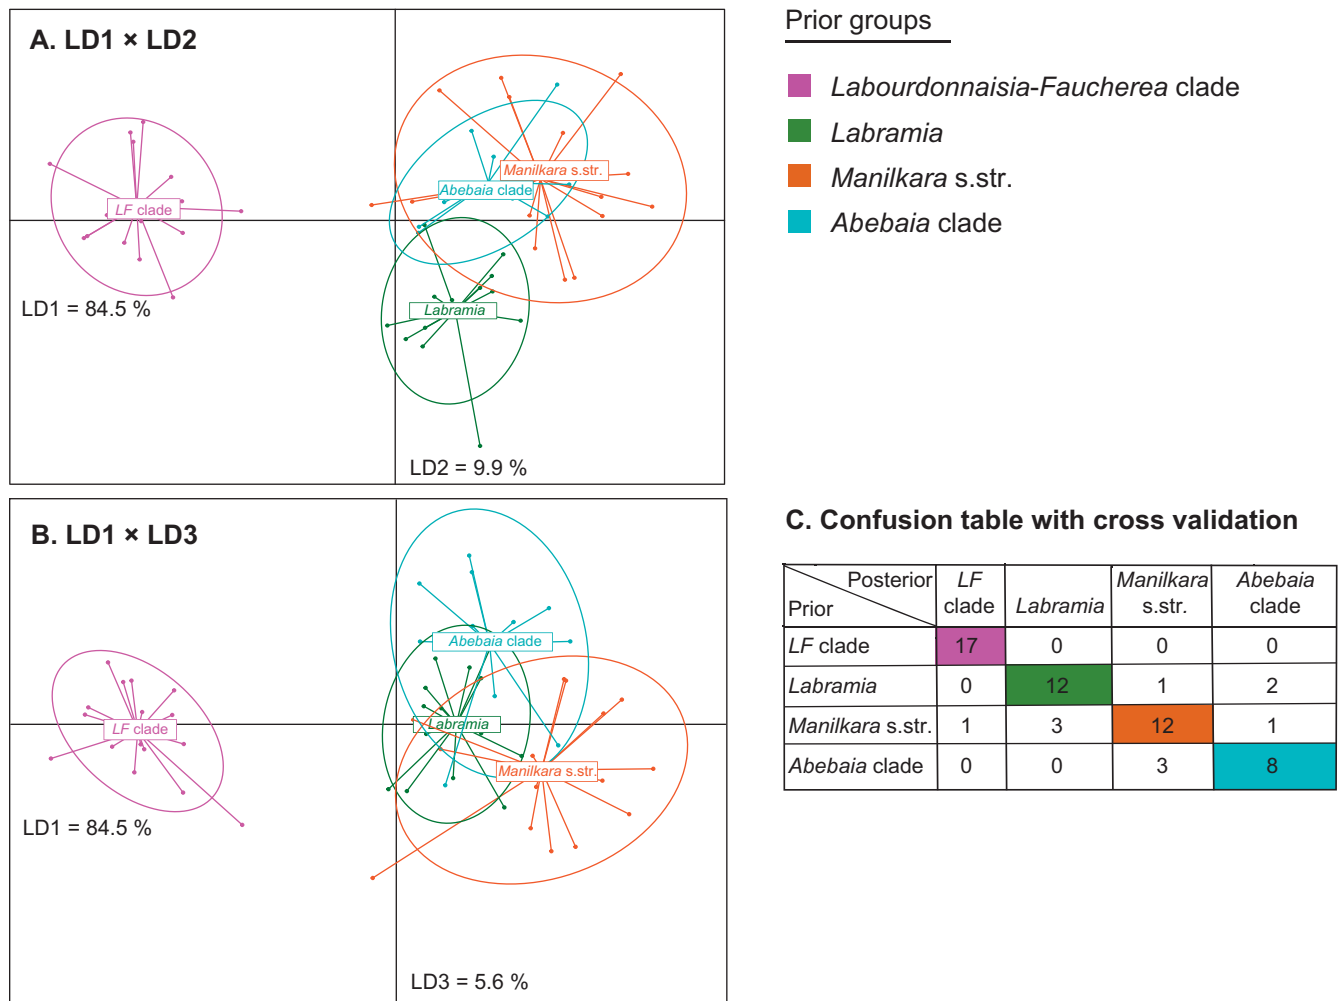 A. LD1 × LD2
LF clade
Manilkara s.str.
Abebaia clade
Labramia
LD1 = 84.5 %
LD2 = 9.9 %
Prior groups
Labourdonnaisia-Faucherea clade
Labramia
Manilkara s.str.
Abebaia clade
B. LD1 × LD3
Abebaia clade
LF clade
Labramia
Manilkara s.str.
LD1 = 84.5 %
LD3 = 5.6 %
C. Confusion table with cross validation
Posterior LF Manilkara Abebaia
Prior clade Labramia s.str. clade
LF clade 17 0 0 0
Labramia 0 12 1 2
Manilkara s.str. 1 3 12 1
Abebaia clade 0 0 3 8